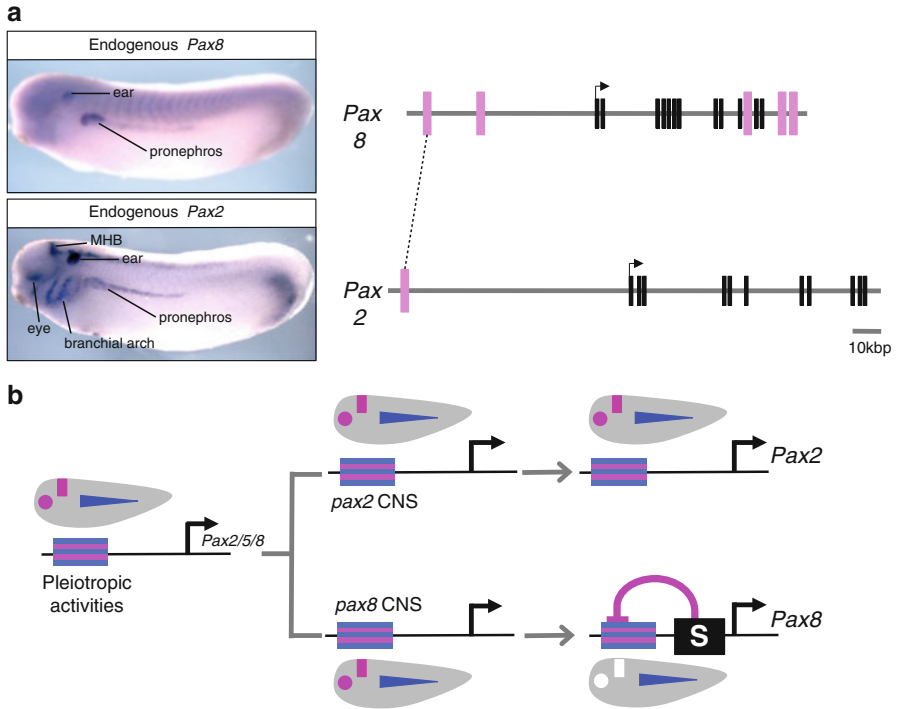 a
Endogenous Pax8
ear
pronephros
Endogenous Pax2
MHB
ear
eye
pronephros
branchial arch
Pax
8
Pax
2
10kbp
b
Pax2/5/8
Pleiotropic
activities
pax2 CNS
Pax2
pax8 CNS
S
Pax8